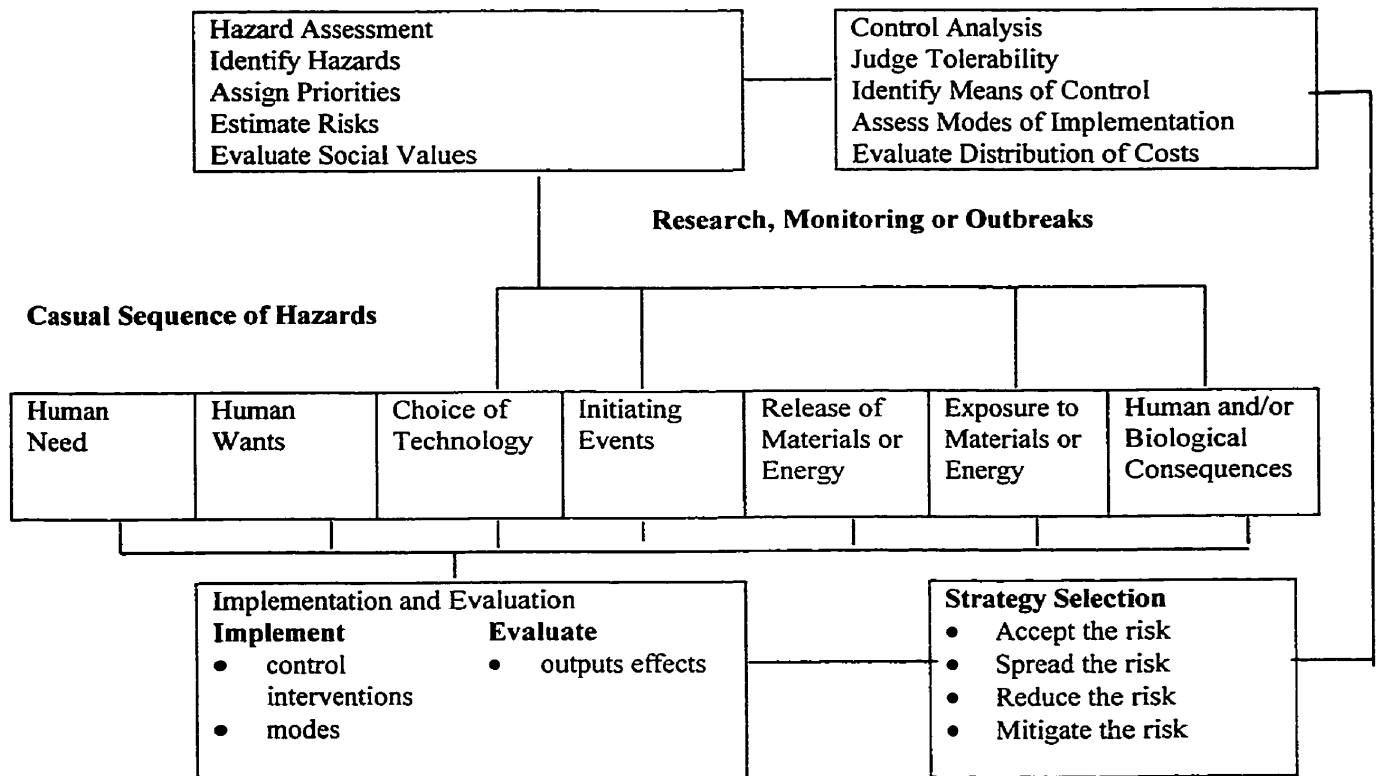 Hazard Assessment
Identify Hazards
Assign Priorities
Estimate Risks
Evaluate Social Values
Control Analysis
Judge Tolerability
Identify Means of Control
Assess Modes of Implementation
Evaluate Distribution of Costs
Research, Monitoring or Outbreaks
Casual Sequence of Hazards
Human
Need
Human
Wants
Choice of
Technology
Initiating
Events
Release of
Materials or
Energy
Exposure to
Materials or
Energy
Human and/or
Biological
Consequences
Implementation and Evaluation
Implement
• control
interventions
• modes
Evaluate
• outputs effects
Strategy Selection
• Accept the risk
• Spread the risk
• Reduce the risk
• Mitigate the risk